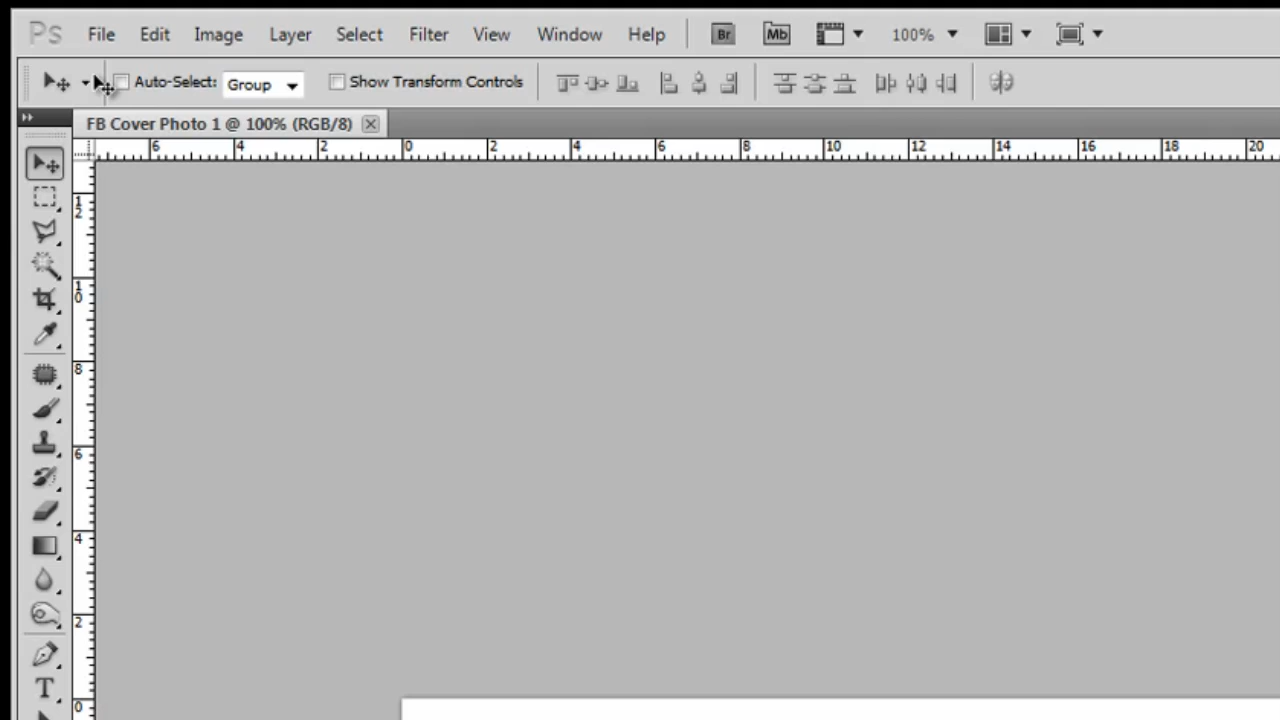 Ps File Edit Image Layer Select Filter View Window Help Br Mb 100%
Auto-Select: Group Show Transform Controls
FB Cover Photo 1 @ 100% (RGB/8)
6 4 2 0 2 4 6 8 10 12 14 16 18 20
12
10
8
6
4
2
T
0